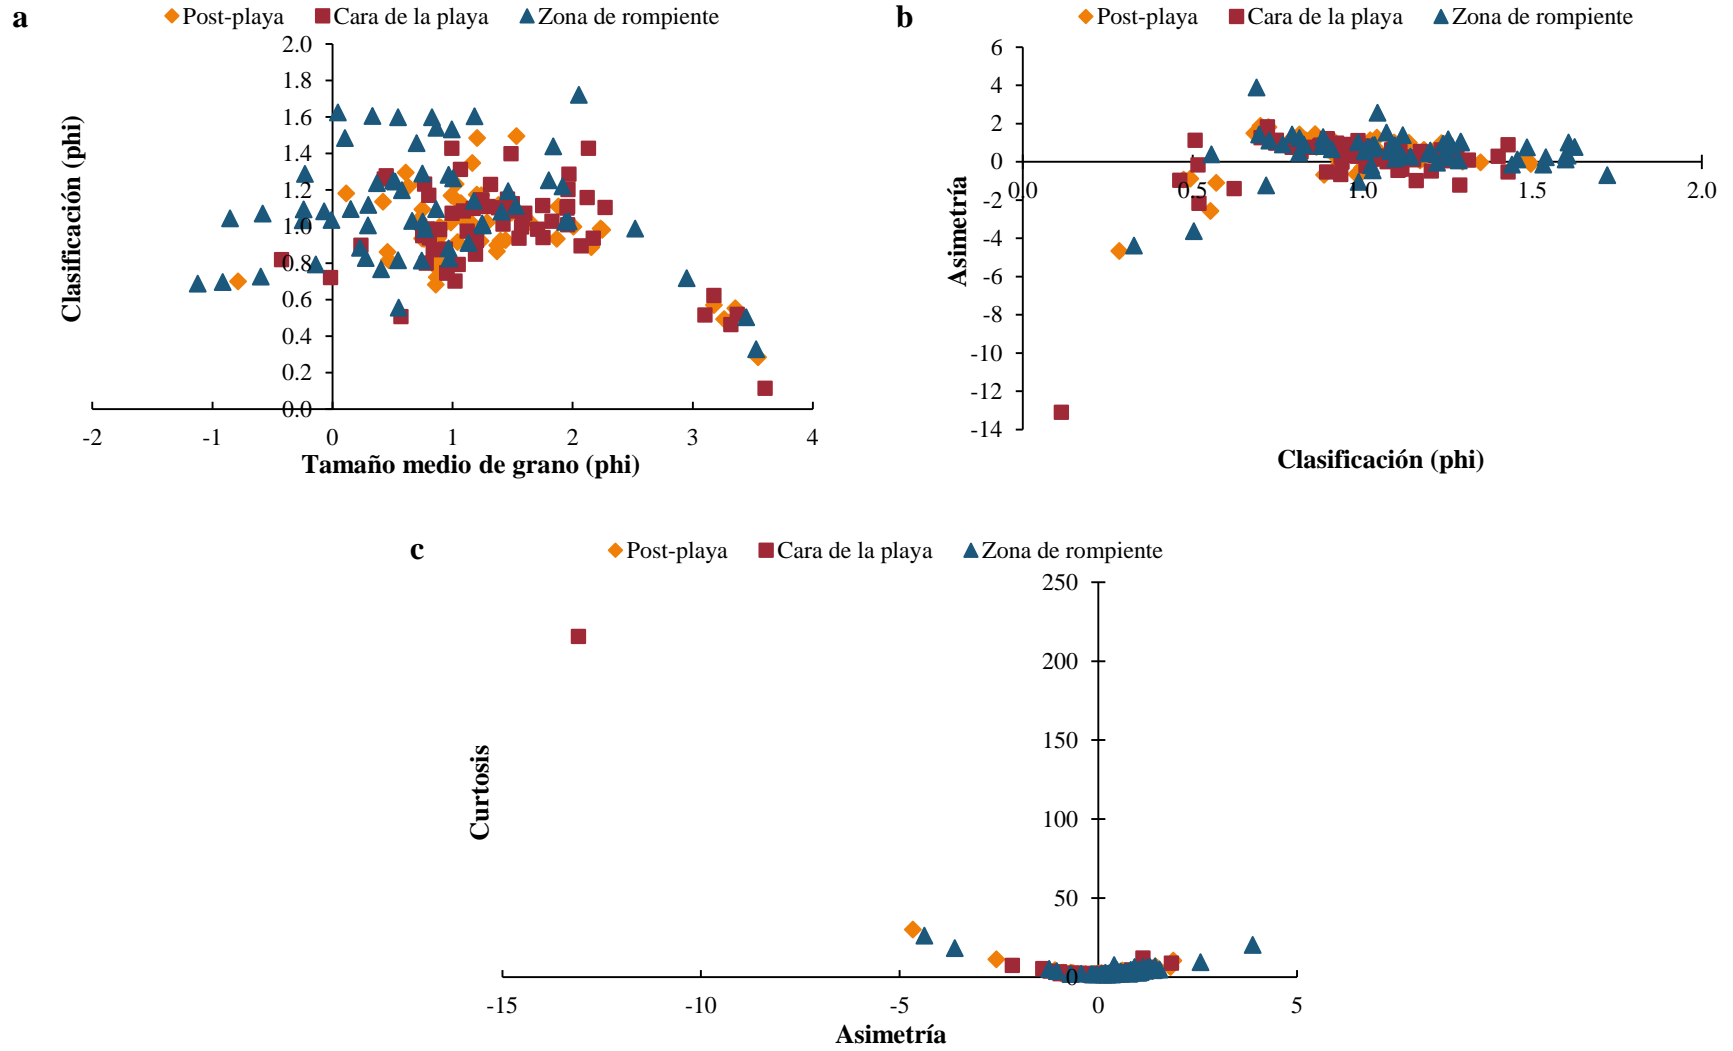 a
Post-playa Cara de la playa Zona de rompiente
2.0
1.8
1.6
1.4
1.2
1.0
0.8
0.6
0.4
0.2
0.0
-2 -1 0 1 2 3 4
Clasificación (phi)
Tamaño medio de grano (phi)
b
Post-playa Cara de la playa Zona de rompiente
6
4
2
0
-2
-4
-6
-8
-10
-12
-14
0.0 0.5 1.0 1.5 2.0
Asimetría
Clasificación (phi)
c
Post-playa Cara de la playa Zona de rompiente
250
200
150
100
50
0
-15 -10 -5 0 5
Curtosis
Asimetría